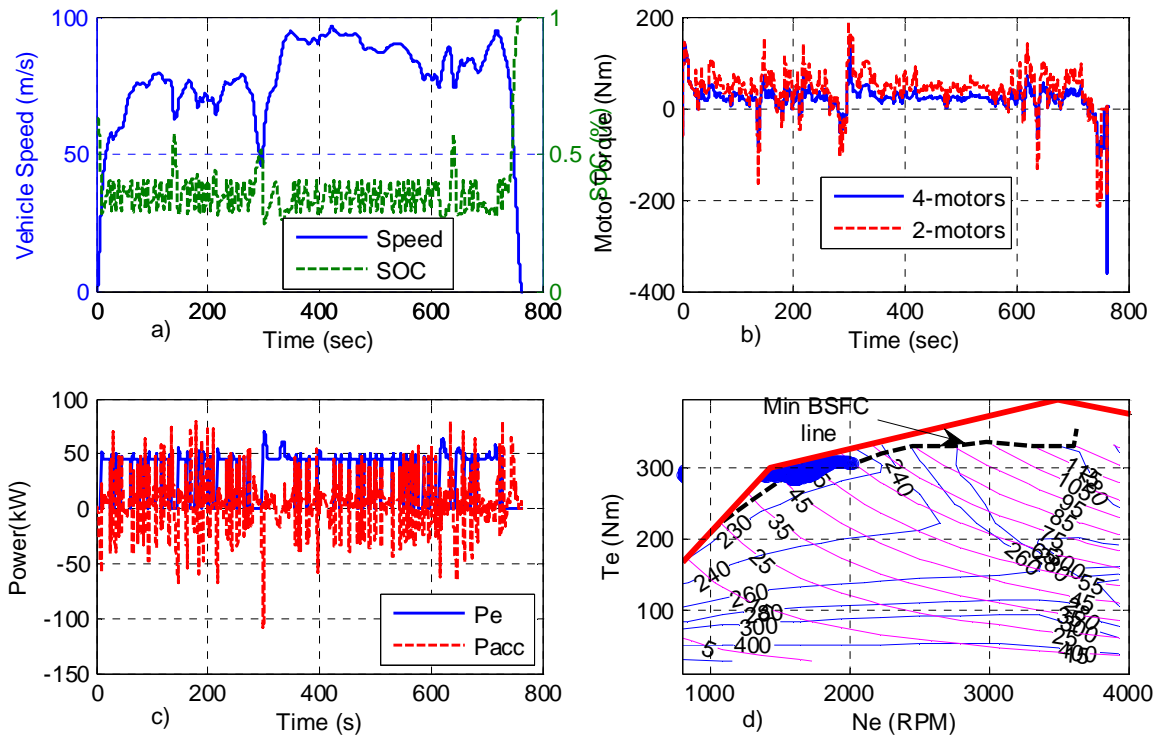 100
50
0
Vehicle Speed (m/s)
1
0.5
0
SOC (%)
Speed
SOC
0 200 400 600 800
a)
Time (sec)
200
0
-200
-400
Motor Torque (Nm)
4-motors
2-motors
0 200 400 600 800
b)
Time (sec)
100
50
0
-50
-100
-150
Power(kW)
Pe
Pacc
0 200 400 600 800
c)
Time (s)
Min BSFC
line
300
200
100
Te (Nm)
230
240
260
300
400
5
25
35
45
240
260
55
1000 2000 3000 4000
d)
Ne (RPM)